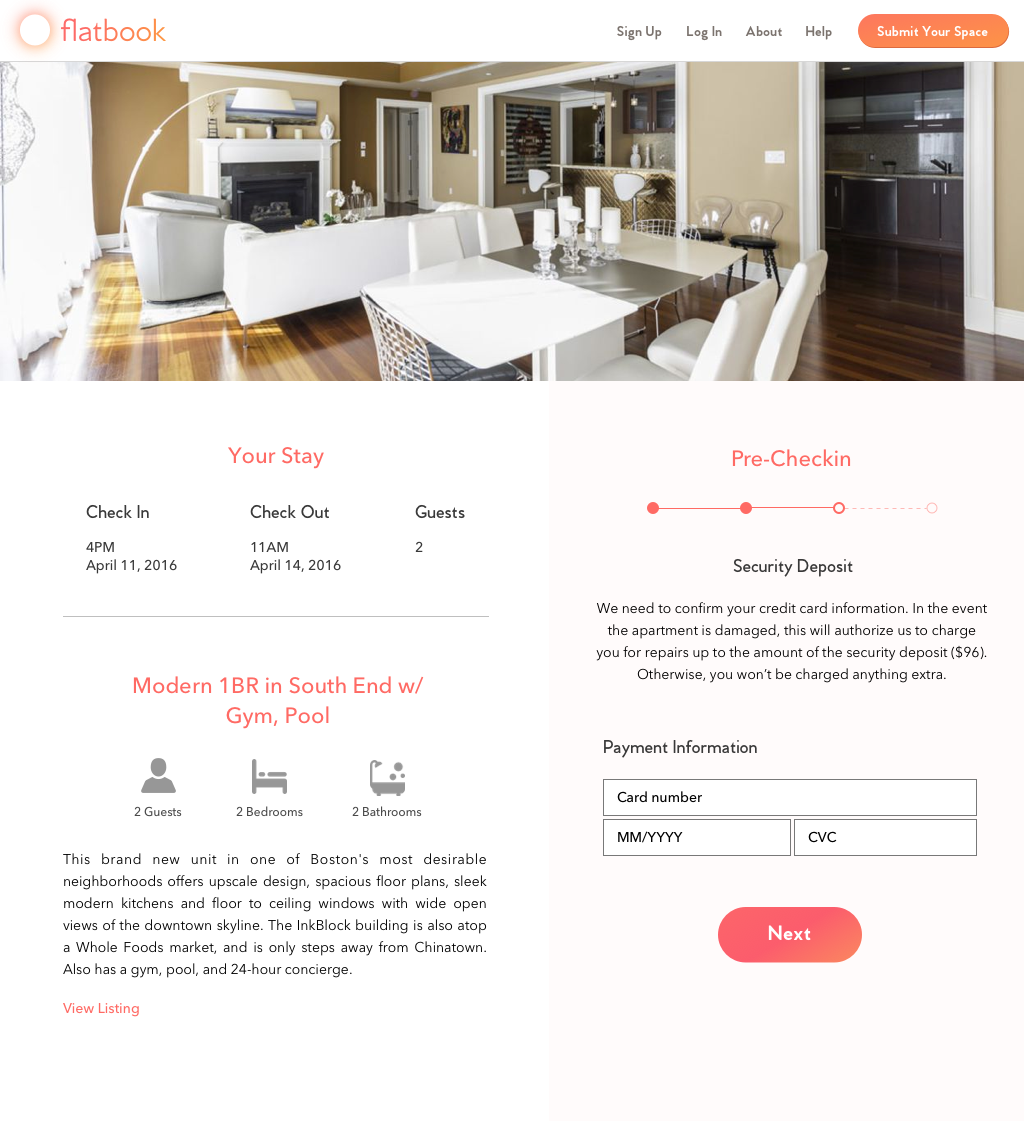 flatbook
Sign Up
Log In
About
Help
Submit Your Space
Your Stay
Check In
4PM
April 11, 2016
Check Out
11AM
April 14, 2016
Guests
2
Modern 1BR in South End w/
Gym, Pool
2 Guests
2 Bedrooms
2 Bathrooms
This brand new unit in one of Boston's most desirable
neighborhoods offers upscale design, spacious floor plans, sleek
modern kitchens and floor to ceiling windows with wide open
views of the downtown skyline. The InkBlock building is also atop
a Whole Foods market, and is only steps away from Chinatown.
Also has a gym, pool, and 24-hour concierge.
View Listing
Pre-Checkin
Security Deposit
We need to confirm your credit card information. In the event
the apartment is damaged, this will authorize us to charge
you for repairs up to the amount of the security deposit ($96).
Otherwise, you won’t be charged anything extra.
Payment Information
Card number
MM/YYYY
CVC
Next